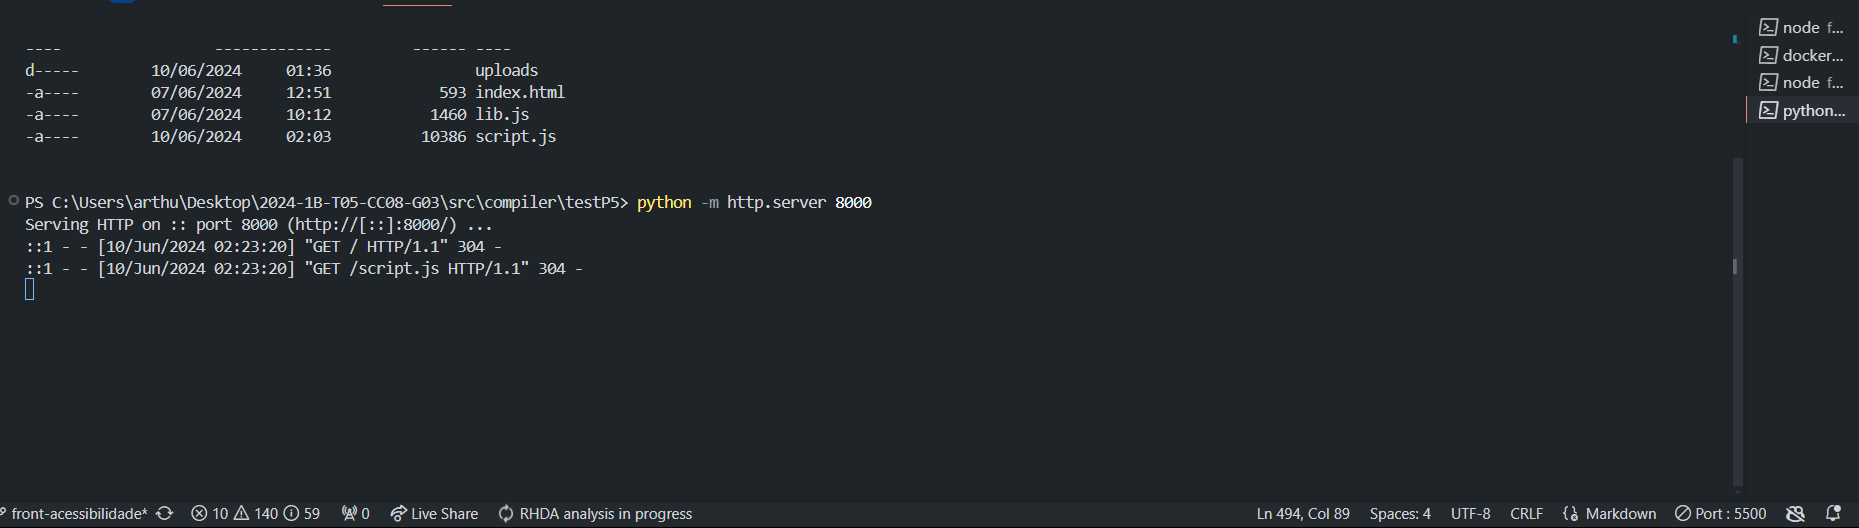 ----                 -------------         ------ ----
d-----        10/06/2024     01:36                uploads
-a----        07/06/2024     12:51            593 index.html
-a----        07/06/2024     10:12           1460 lib.js
-a----        10/06/2024     02:03          10386 script.js
PS C:\Users\arthu\Desktop\2024-1B-T05-CC08-G03\src\compiler\testP5> python -m http.server 8000
Serving HTTP on :: port 8000 (http://[::]:8000/) ...
::1 - - [10/Jun/2024 02:23:20] "GET / HTTP/1.1" 304 -
::1 - - [10/Jun/2024 02:23:20] "GET /script.js HTTP/1.1" 304 -
node f...
docker...
node f...
python...
front-acessibilidade* 10 140 59 0 Live Share RHDA analysis in progress Ln 494, Col 89 Spaces: 4 UTF-8 CRLF Markdown Port : 5500